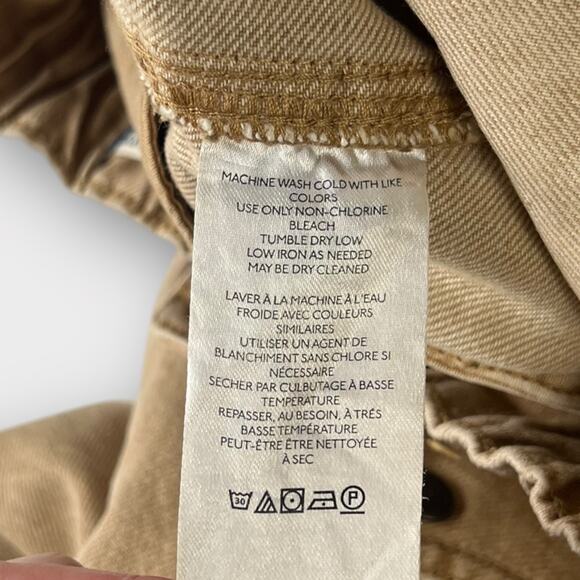 MACHINE WASH COLD WITH LIKE
COLORS
USE ONLY NON-CHLORINE
BLEACH
TUMBLE DRY LOW
LOW IRON AS NEEDED
MAY BE DRY CLEANED
LAVER À LA MACHINE À L'EAU
FROIDE AVEC COULEURS
SIMILAIRES
UTILISER UN AGENT DE
BLANCHIMENT SANS CHLORE SI
NÉCESSAIRE
SECHER PAR CULBUTAGE À BASSE
TEMPERATURE
REPASSER, AU BESOIN, À TRÉS
BASSE TEMPÉRATURE
PEUT-ÊTRE ÊTRE NETTOYÉE
À SEC
30 P